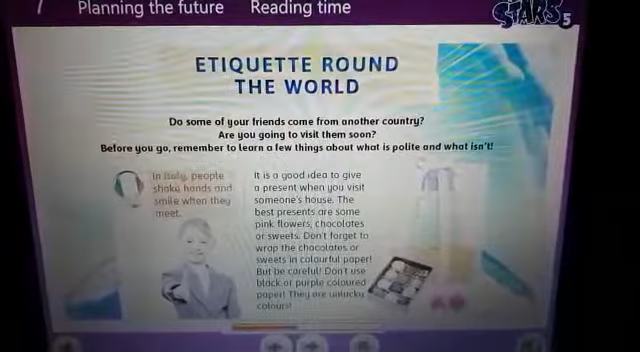 7 Planning the future Reading time
STARS 5
ETIQUETTE ROUND
THE WORLD
Do some of your friends come from another country?
Are you going to visit them soon?
Before you go, remember to learn a few things about what is polite and what isn't!
In Italy, people
shake hands and
smile when they
meet.
It is a good idea to give
a present when you visit
someone's house. The
best presents are some
pink flowers, chocolates
or sweets. Don't forget to
wrap the chocolates or
sweets in colourful paper!
But be careful! Don't use
black or purple coloured
paper! They are unlucky
colours!